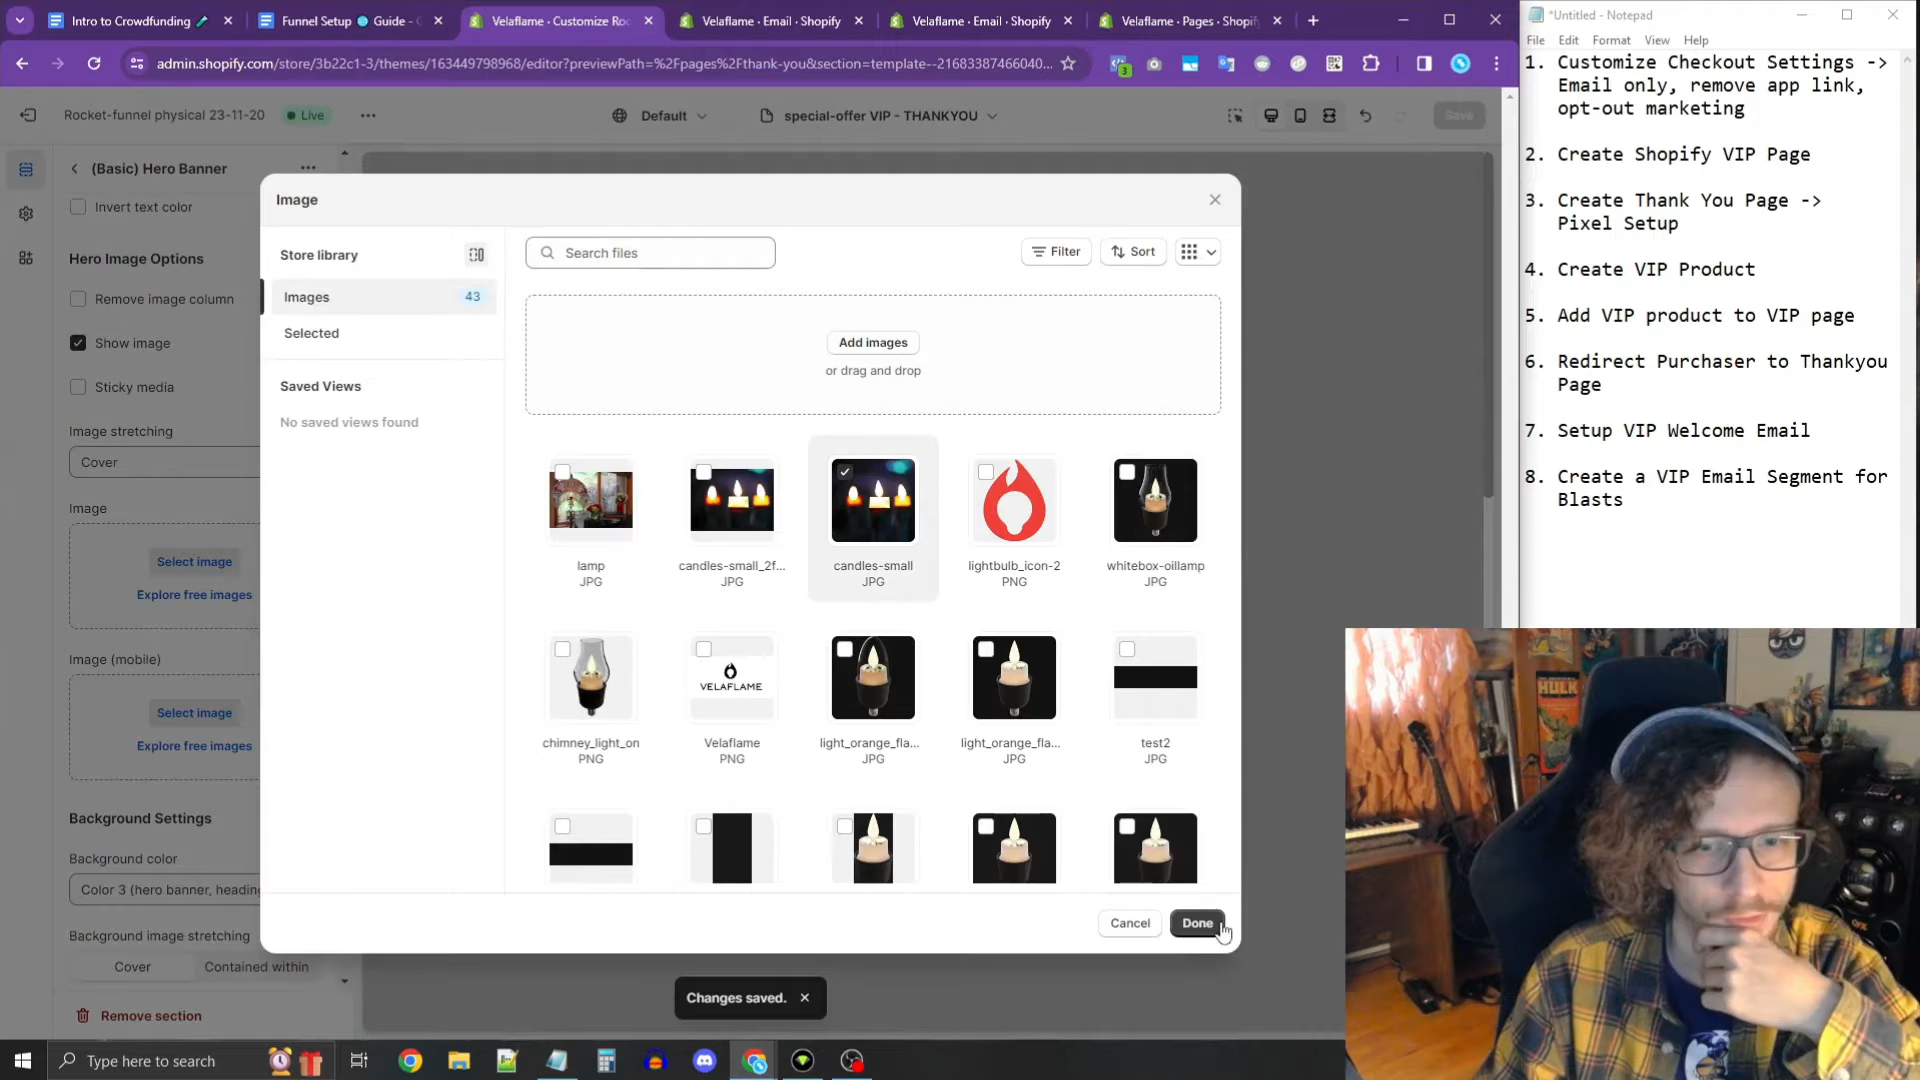 Intro to Crowdfunding
Funnel Setup Guide -
Velaflame · Customize Ro
Velaflame · Email · Shopify
Velaflame · Email · Shopify
Velaflame · Pages · Shopif
*Untitled - Notepad
File Edit Format View Help
admin.shopify.com/store/3b22c1-3/themes/163449798968/editor?previewPath=%2Fpages%2Fthank-you&section=template--21683387466040...
3
Rocket-funnel physical 23-11-20
Live
Default
special-offer VIP - THANKYOU
Save
1. Customize Checkout Settings ->
Email only, remove app link,
opt-out marketing
2. Create Shopify VIP Page
3. Create Thank You Page ->
Pixel Setup
4. Create VIP Product
5. Add VIP product to VIP page
6. Redirect Purchaser to Thankyou
Page
7. Setup VIP Welcome Email
8. Create a VIP Email Segment for
Blasts
(Basic) Hero Banner
Invert text color
Hero Image Options
Remove image column
Show image
Sticky media
Image stretching
Cover
Image
Select image
Explore free images
Image (mobile)
Select image
Explore free images
Background Settings
Background color
Color 3 (hero banner, heading
Background image stretching
Cover
Contained within
Remove section
Image
Store library
Images
43
Selected
Saved Views
No saved views found
Search files
Filter
Sort
Add images
or drag and drop
lamp
JPG
candles-small_2f...
JPG
candles-small
JPG
lightbulb_icon-2
PNG
whitebox-oillamp
JPG
VELAFLAME
chimney_light_on
PNG
Velaflame
PNG
light_orange_fla...
JPG
light_orange_fla...
JPG
test2
JPG
Cancel
Done
Changes saved.
HULK
Type here to search